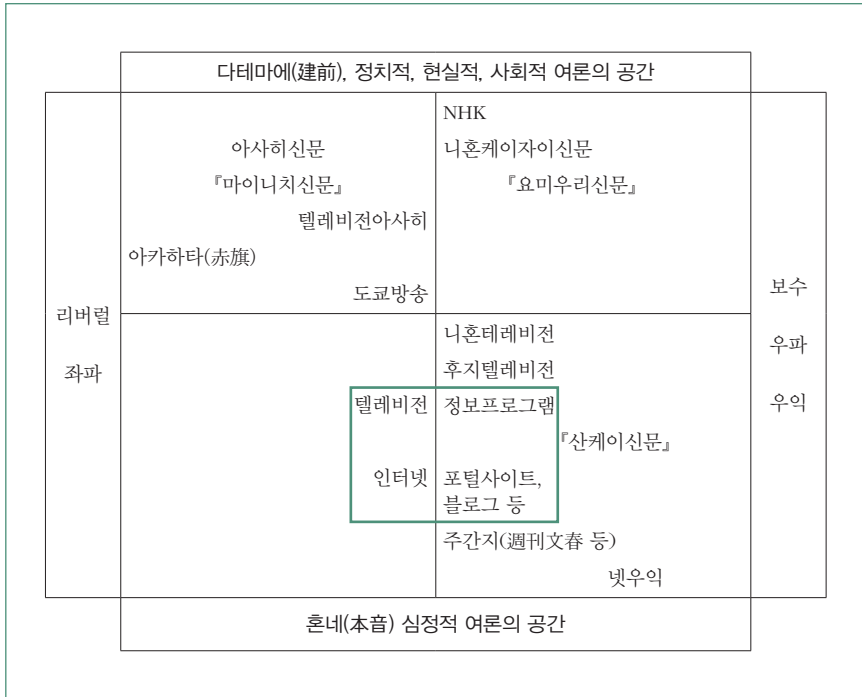 다테마에(建前), 정치적, 현실적, 사회적 여론의 공간
리버럴
좌파
아사히신문
『마이니치신문』
텔레비전아사히
아카하타(赤旗)
도쿄방송
NHK
니혼케이자이신문
『요미우리신문』
텔레비전
인터넷
니혼테레비전
후지텔레비전
정보프로그램
『산케이신문』
포털사이트,
블로그 등
주간지(週刊文春 등)
넷우익
보수
우파
우익
혼네(本音) 심정적 여론의 공간